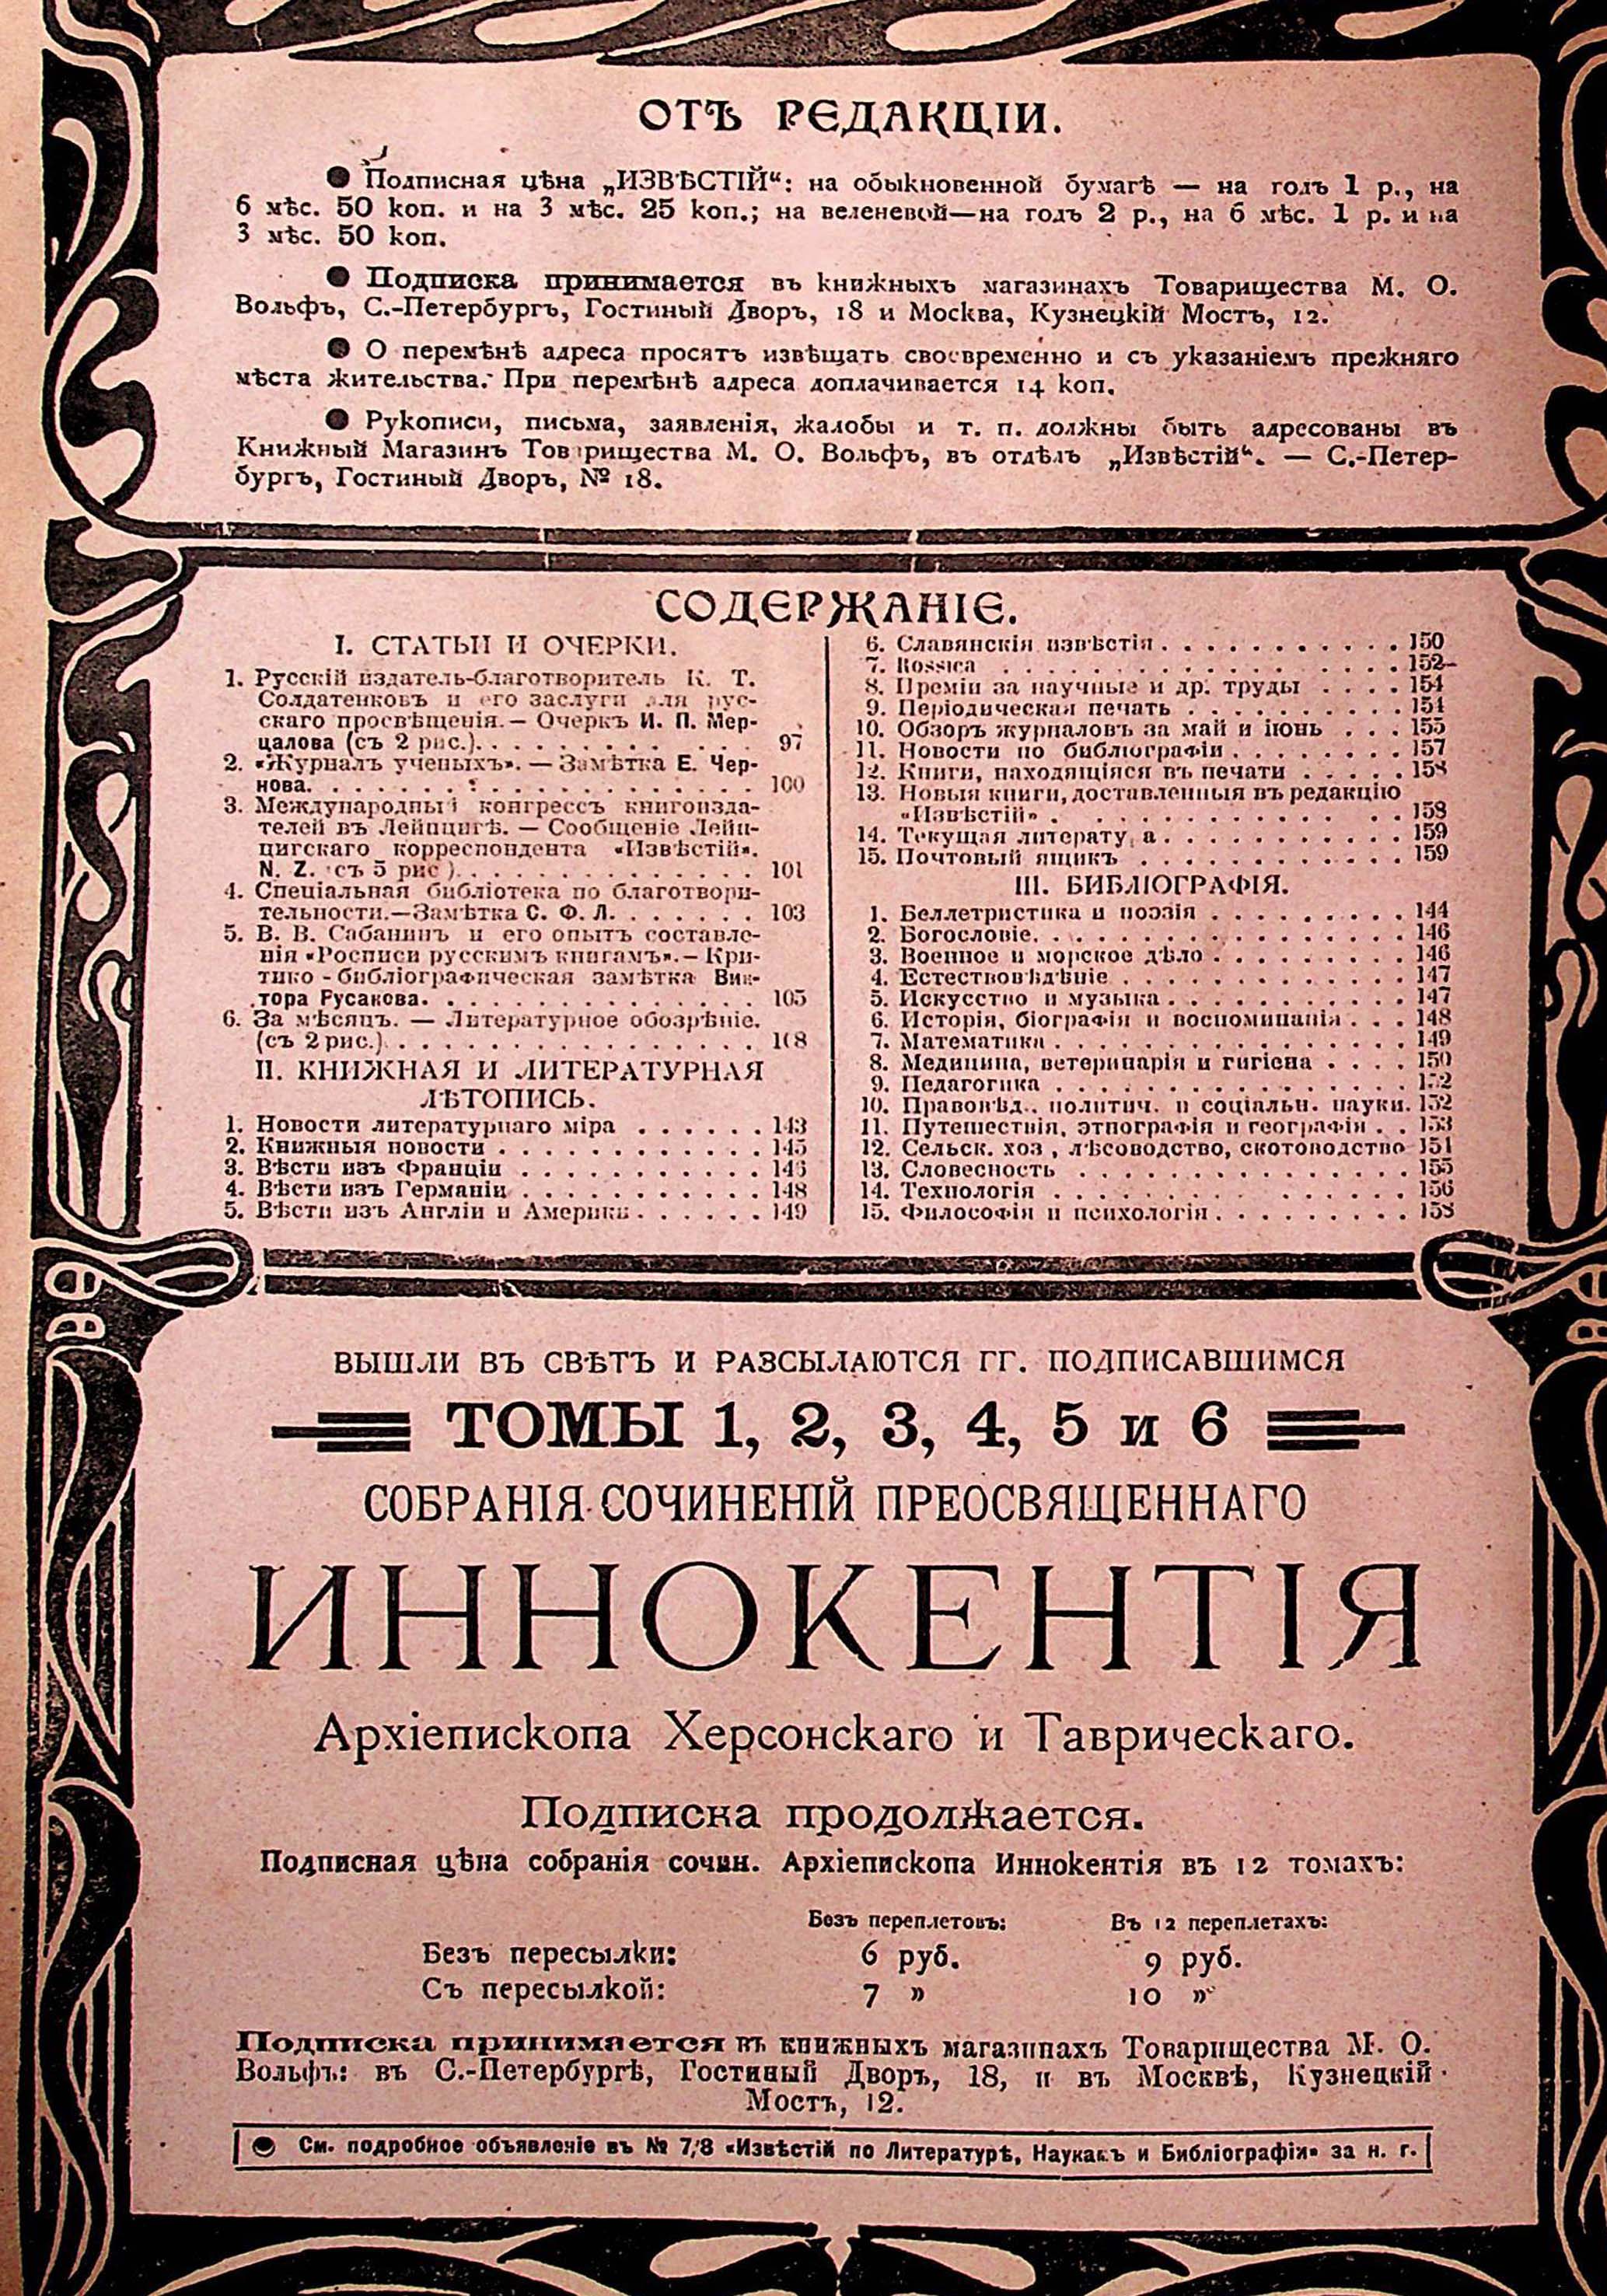 ОТЪ РЕДАКЦІИ.
● Подписная цѣна „ИЗВѢСТІЙ“: на обыкновенной бумагѣ — на годъ 1 р., на
6 мѣс. 50 коп. и на 3 мѣс. 25 коп.; на веленевой—на годъ 2 р., на 6 мѣс. 1 р. и на
3 мѣс. 50 коп.
● Подписка принимается въ книжныхъ магазинахъ Товарищества М. О.
Вольфъ, С.-Петербургъ, Гостиный Дворъ, 18 и Москва, Кузнецкій Мостъ, 12.
● О перемѣнѣ адреса просятъ извѣщать своевременно и съ указаніемъ прежняго
мѣста жительства. При перемѣнѣ адреса доплачивается 14 коп.
● Рукописи, письма, заявленія, жалобы и т. п. должны быть адресованы въ
Книжный Магазинъ Товарищества М. О. Вольфъ, въ отдѣлъ „Извѣстій“. — С.-Петер-
бургъ, Гостиный Дворъ, № 18.
СОДЕРЖАНІЕ.
I. СТАТЬИ И ОЧЕРКИ.
1. Русскій издатель-благотворитель К. Т.
Солдатенковъ и его заслуги для рус-
скаго просвѣщенія. — Очеркъ И. П. Мер-
цалова (съ 2 рис.). . . . . . . . . . . . 97
2. «Журналъ ученыхъ». — Замѣтка Е. Чер-
нова. . . . . . . . . . . . . . . . 100
3. Международный конгрессъ книгоизда-
телей въ Лейпцигѣ. — Сообщеніе Лейп-
цигскаго корреспондента «Извѣстій».
N. Z. (съ 5 рис.). . . . . . . . . . . . 101
4. Спеціальная библіотека по благотвори-
тельности.—Замѣтка С. Ф. Л. . . . . . . 103
5. В. В. Сабанинъ и его опытъ составле-
нія «Росписи русскимъ книгамъ». — Кри-
тико-библіографическая замѣтка Вик-
тора Русакова. . . . . . . . . . . . . 105
6. За мѣсяцъ. — Литературное обозрѣніе.
(съ 2 рис.). . . . . . . . . . . . . . 108
II. КНИЖНАЯ И ЛИТЕРАТУРНАЯ
ЛѢТОПИСЬ.
1. Новости литературнаго міра . . . . . . 143
2. Книжныя новости . . . . . . . . . . . 145
3. Вѣсти изъ Франціи . . . . . . . . . .
4. Вѣсти изъ Германіи . . . . . . . . . . 148
5. Вѣсти изъ Англіи и Америки . . . . . . 149
6. Славянскія извѣстія . . . . . . . . . . . 150
7. Rossica . . . . . . . . . . . . . . . . 152
8. Преміи за научные и др. труды . . . . 154
9. Періодическая печать . . . . . . . . . . 154
10. Обзоръ журналовъ за май и іюнь . . . 155
11. Новости по библіографіи . . . . . . . . 157
12. Книги, находящіяся въ печати . . . . . 158
13. Новыя книги, доставленныя въ редакцію
«Извѣстій» . . . . . . . . . . . . . . 158
14. Текущая литература . . . . . . . . . . . 159
15. Почтовый ящикъ . . . . . . . . . . . . 159
III. БИБЛІОГРАФІЯ.
1. Беллетристика и поэзія . . . . . . . . . 144
2. Богословіе. . . . . . . . . . . . . . . 146
3. Военное и морское дѣло . . . . . . . . . 146
4. Естествовѣдѣніе . . . . . . . . . . . . 147
5. Искусство и музыка . . . . . . . . . . . 147
6. Исторія, біографія и воспоминанія . . . 148
7. Математика . . . . . . . . . . . . . . . 149
8. Медицина, ветеринарія и гигіена . . . . 150
9. Педагогика . . . . . . . . . . . . . . . 152
10. Правовѣд., политич. и соціальн. науки. 152
11. Путешествія, этнографія и географія . . 153
12. Сельск. хоз., лѣсоводство, скотоводство 154
13. Словесность . . . . . . . . . . . . . . 155
14. Технологія . . . . . . . . . . . . . . 156
15. Философія и психологія . . . . . . . . . 158
ВЫШЛИ ВЪ СВѢТЪ И РАЗСЫЛАЮТСЯ ГГ. ПОДПИСАВШИМСЯ
ТОМЫ 1, 2, 3, 4, 5 и 6
СОБРАНІЯ СОЧИНЕНІЙ ПРЕОСВЯЩЕННАГО
ИННОКЕНТІЯ
Архіепископа Херсонскаго и Таврическаго.
Подписка продолжается.
Подписная цѣна собранія сочин. Архіепископа Иннокентія въ 12 томахъ:
Безъ переплетовъ: Въ 12 переплетахъ:
Безъ пересылки: 6 руб. 9 руб.
Съ пересылкой: 7 » 10 »
Подписка принимается въ книжныхъ магазинахъ Товарищества М. О.
Вольфъ: въ С.-Петербургѣ, Гостиный Дворъ, 18, и въ Москвѣ, Кузнецкій
Мостъ, 12.
● См. подробное объявленіе въ № 7/8 «Извѣстій по Литературѣ, Наукамъ и Библіографіи» за н. г.